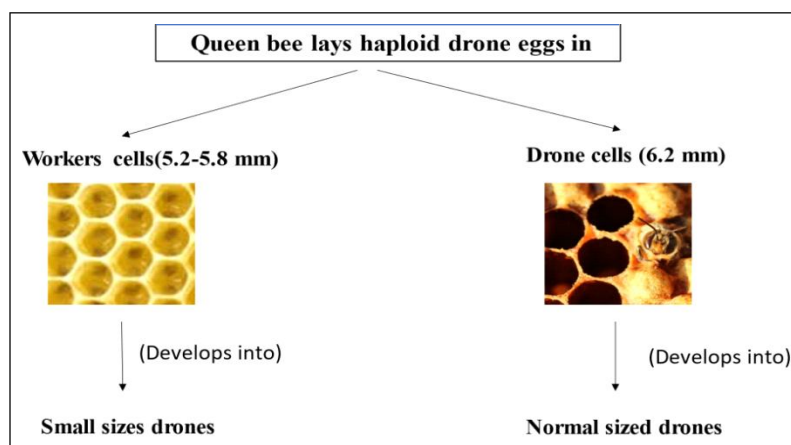 Queen bee lays haploid drone eggs in
Workers cells(5.2-5.8 mm)
Drone cells (6.2 mm)
(Develops into)
(Develops into)
Small sizes drones
Normal sized drones